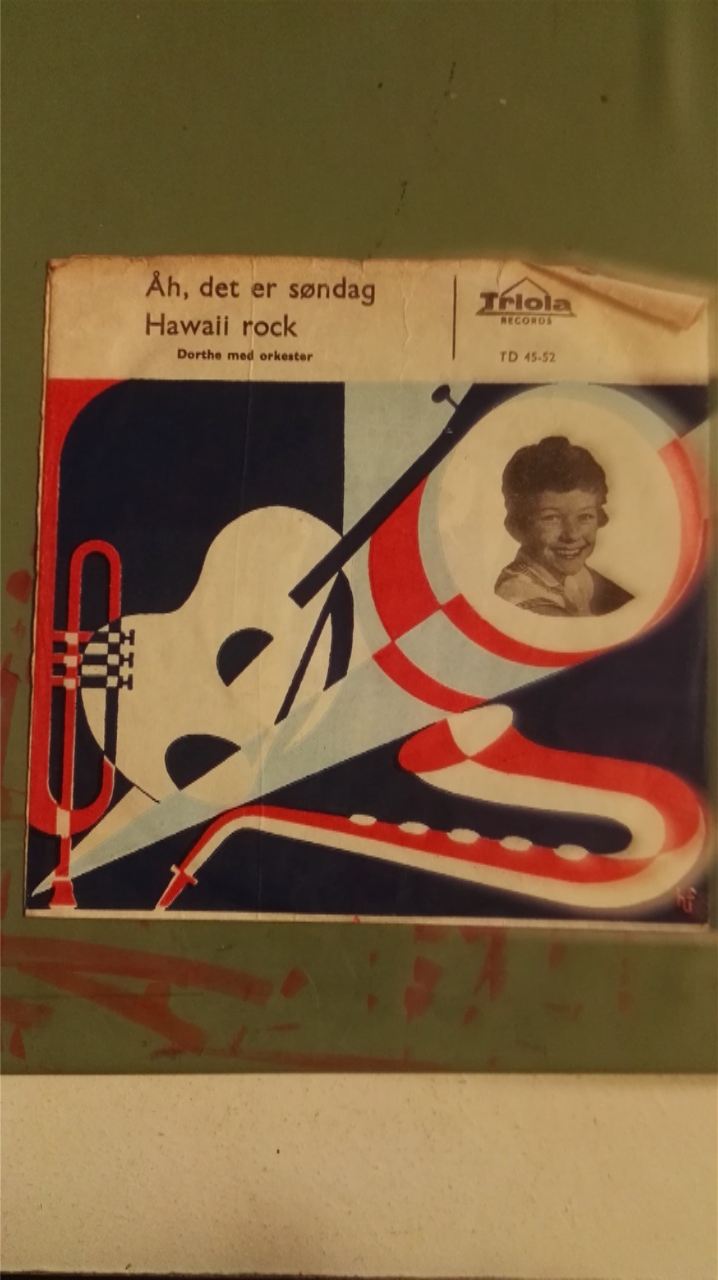 Åh, det er søndag
Hawaii rock
Dorthe med orkester
Triola
RECORDS
TD 45-52